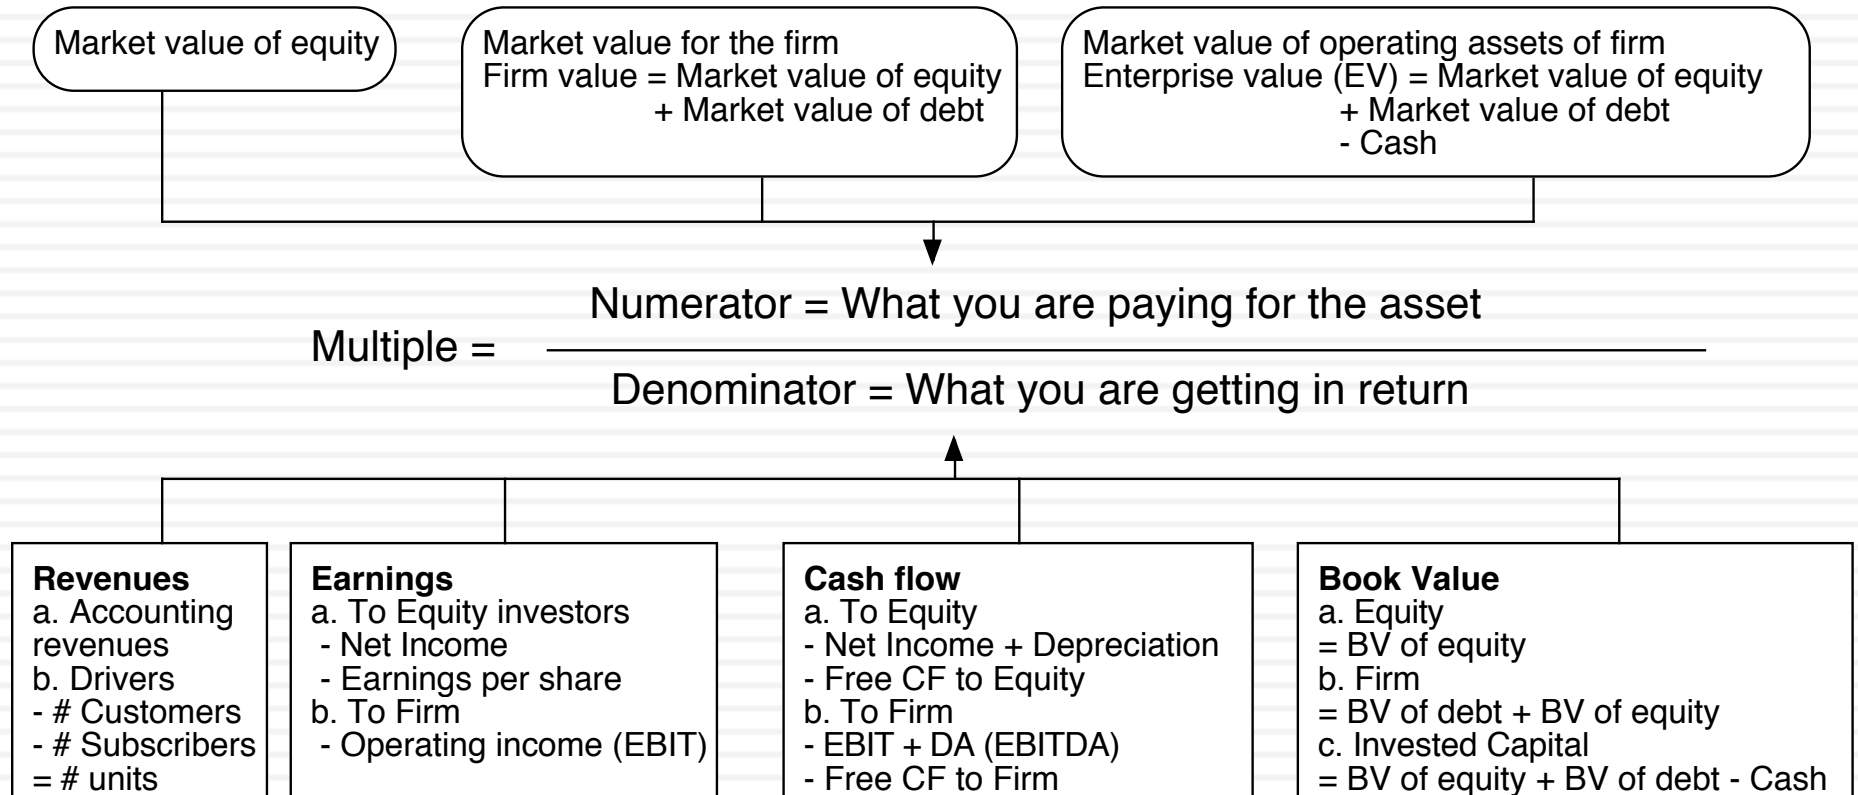 Market value of equity
Market value for the firm
Firm value = Market value of equity
+ Market value of debt
Market value of operating assets of firm
Enterprise value (EV) = Market value of equity
+ Market value of debt
- Cash
Numerator = What you are paying for the asset
Multiple =
Denominator = What you are getting in return
Revenues
a. Accounting
revenues
b. Drivers
- # Customers
- # Subscribers
= # units
Earnings
a. To Equity investors
- Net Income
- Earnings per share
b. To Firm
- Operating income (EBIT)
Cash flow
a. To Equity
- Net Income + Depreciation
- Free CF to Equity
b. To Firm
- EBIT + DA (EBITDA)
- Free CF to Firm
Book Value
a. Equity
= BV of equity
b. Firm
= BV of debt + BV of equity
c. Invested Capital
= BV of equity + BV of debt - Cash